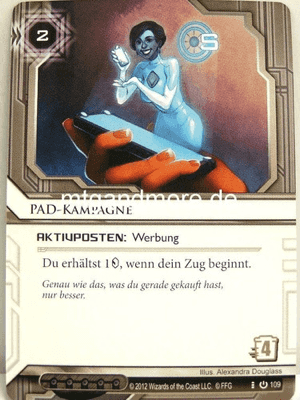 2
S
mtgandmore.de
PAD-KAMPAGNE
AKTIVPOSTEN: Werbung
Du erhältst 1, wenn dein Zug beginnt.
Genau wie das, was du gerade gekauft hast,
nur besser.
4
Illus. Alexandra Douglass
© 2012 Wizards of the Coast LLC. © FFG 109